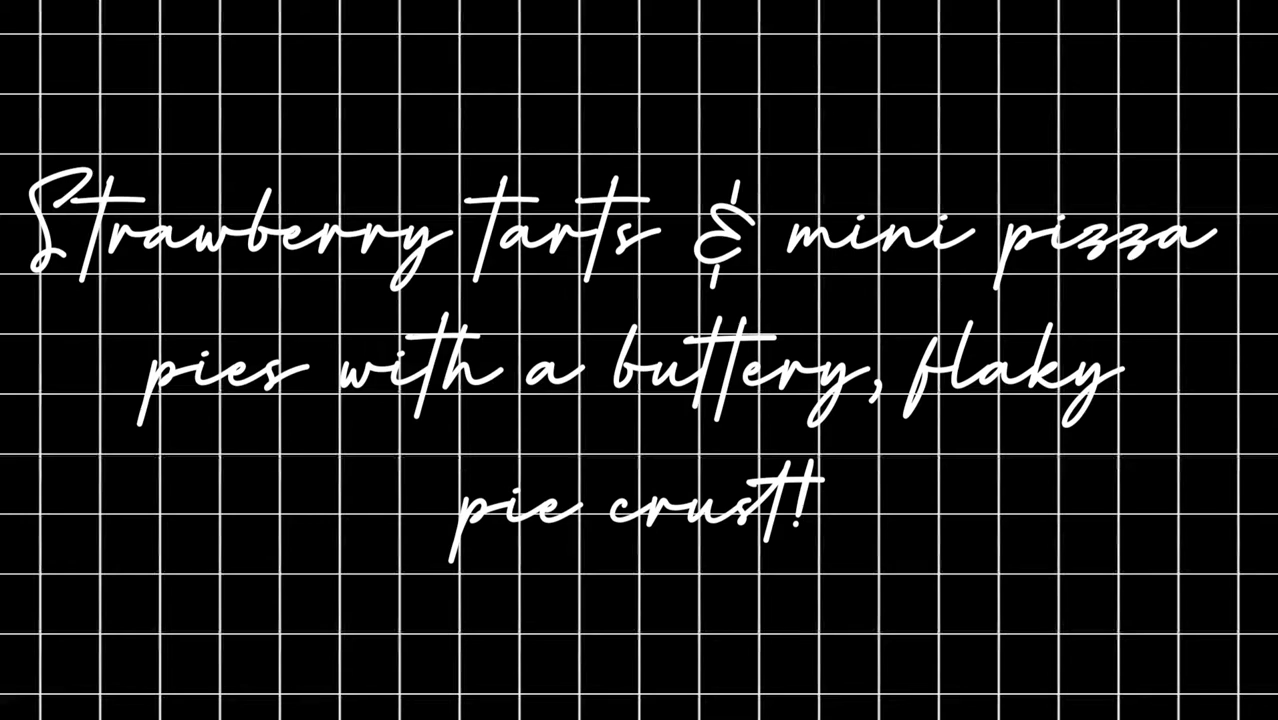 Strawberry tarts & mini pizza
pies with a buttery, flaky
pie crust!